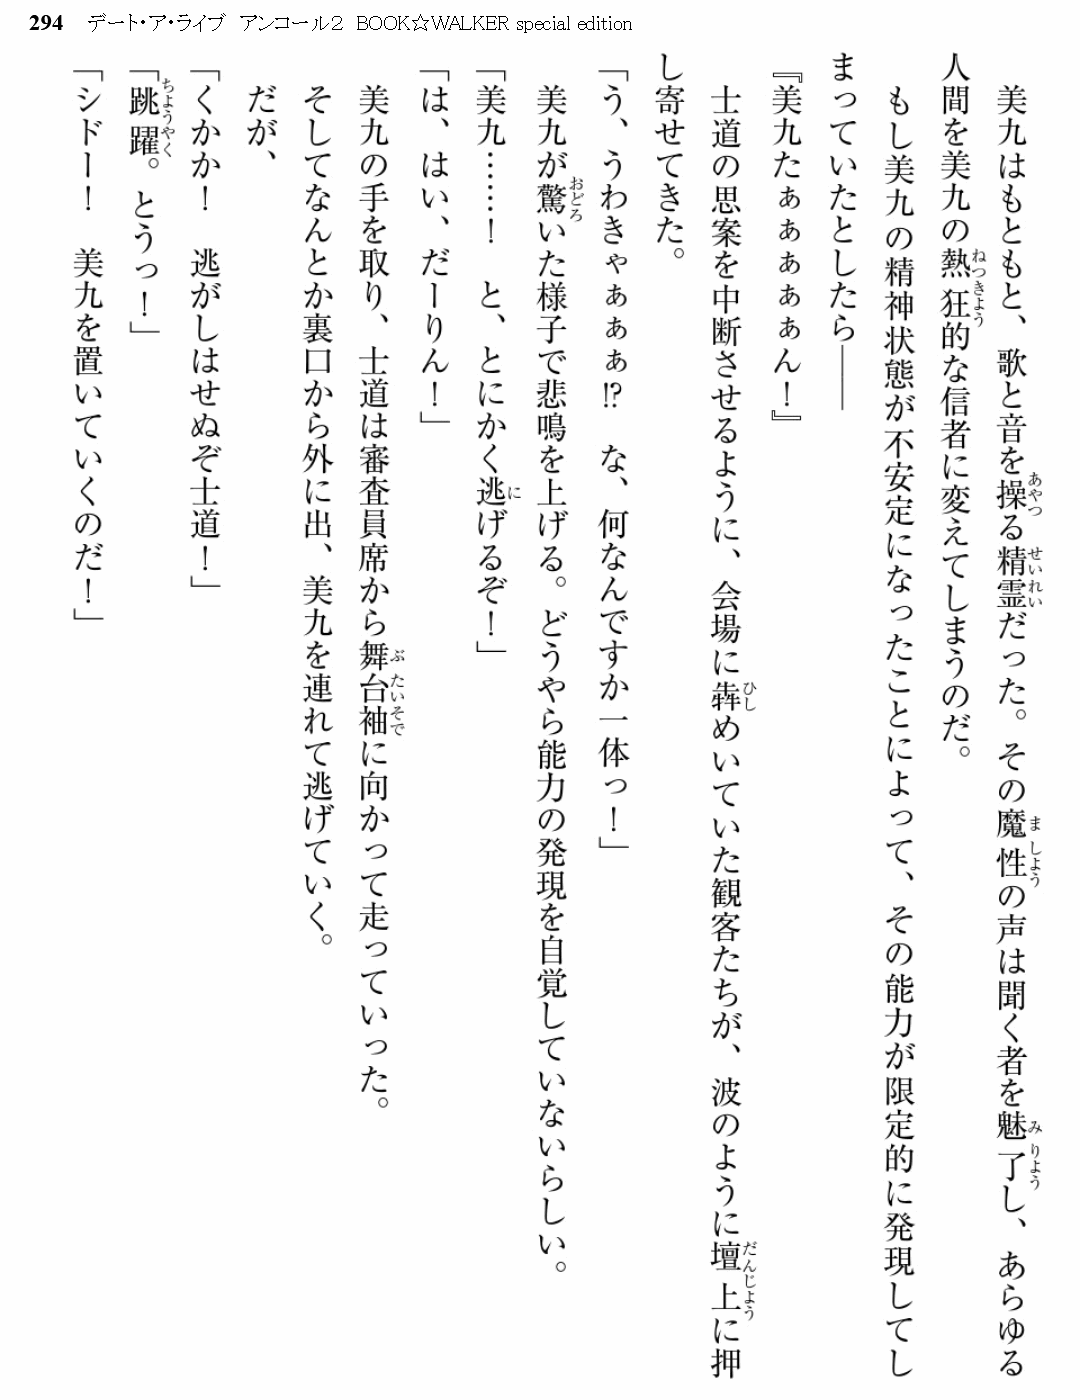 294 デート・ア・ライブ アンコール２ BOOK☆WALKER special edition
美九はもともと、歌と音を操る精霊だった。その魔性の声は聞く者を魅了し、あらゆる
人間を美九の熱狂的な信者に変えてしまうのだ。
もし美九の精神状態が不安定になったことによって、その能力が限定的に発現してし
まっていたとしたら――
『美九たぁぁぁぁぁん！』
士道の思案を中断させるように、会場に犇めいていた観客たちが、波のように壇上に押
し寄せてきた。
「う、うわきゃぁぁぁ!? な、何なんですか一体っ！」
美九が驚いた様子で悲鳴を上げる。どうやら能力の発現を自覚していないらしい。
「美九……！ と、とにかく逃げるぞ！」
「は、はい、だーりん！」
美九の手を取り、士道は審査員席から舞台袖に向かって走っていった。
そしてなんとか裏口から外に出、美九を連れて逃げていく。
だが、
「くかか！ 逃がしはせぬぞ士道！」
「跳躍。とうっ！」
「シドー！ 美九を置いていくのだ！」